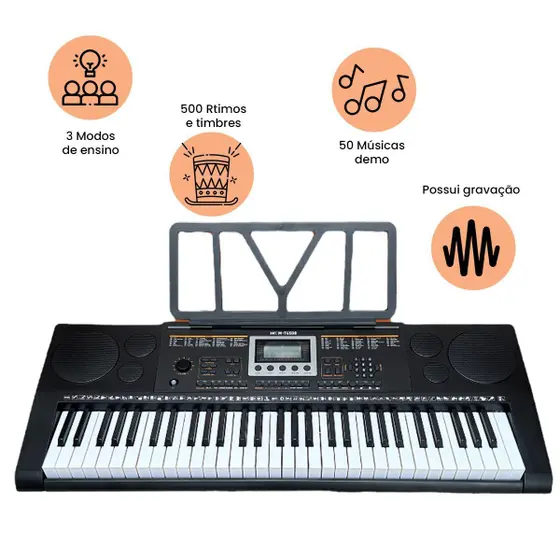 3 Modos
de ensino
500 Rtimos
e timbres
50 Músicas
demo
Possui gravação